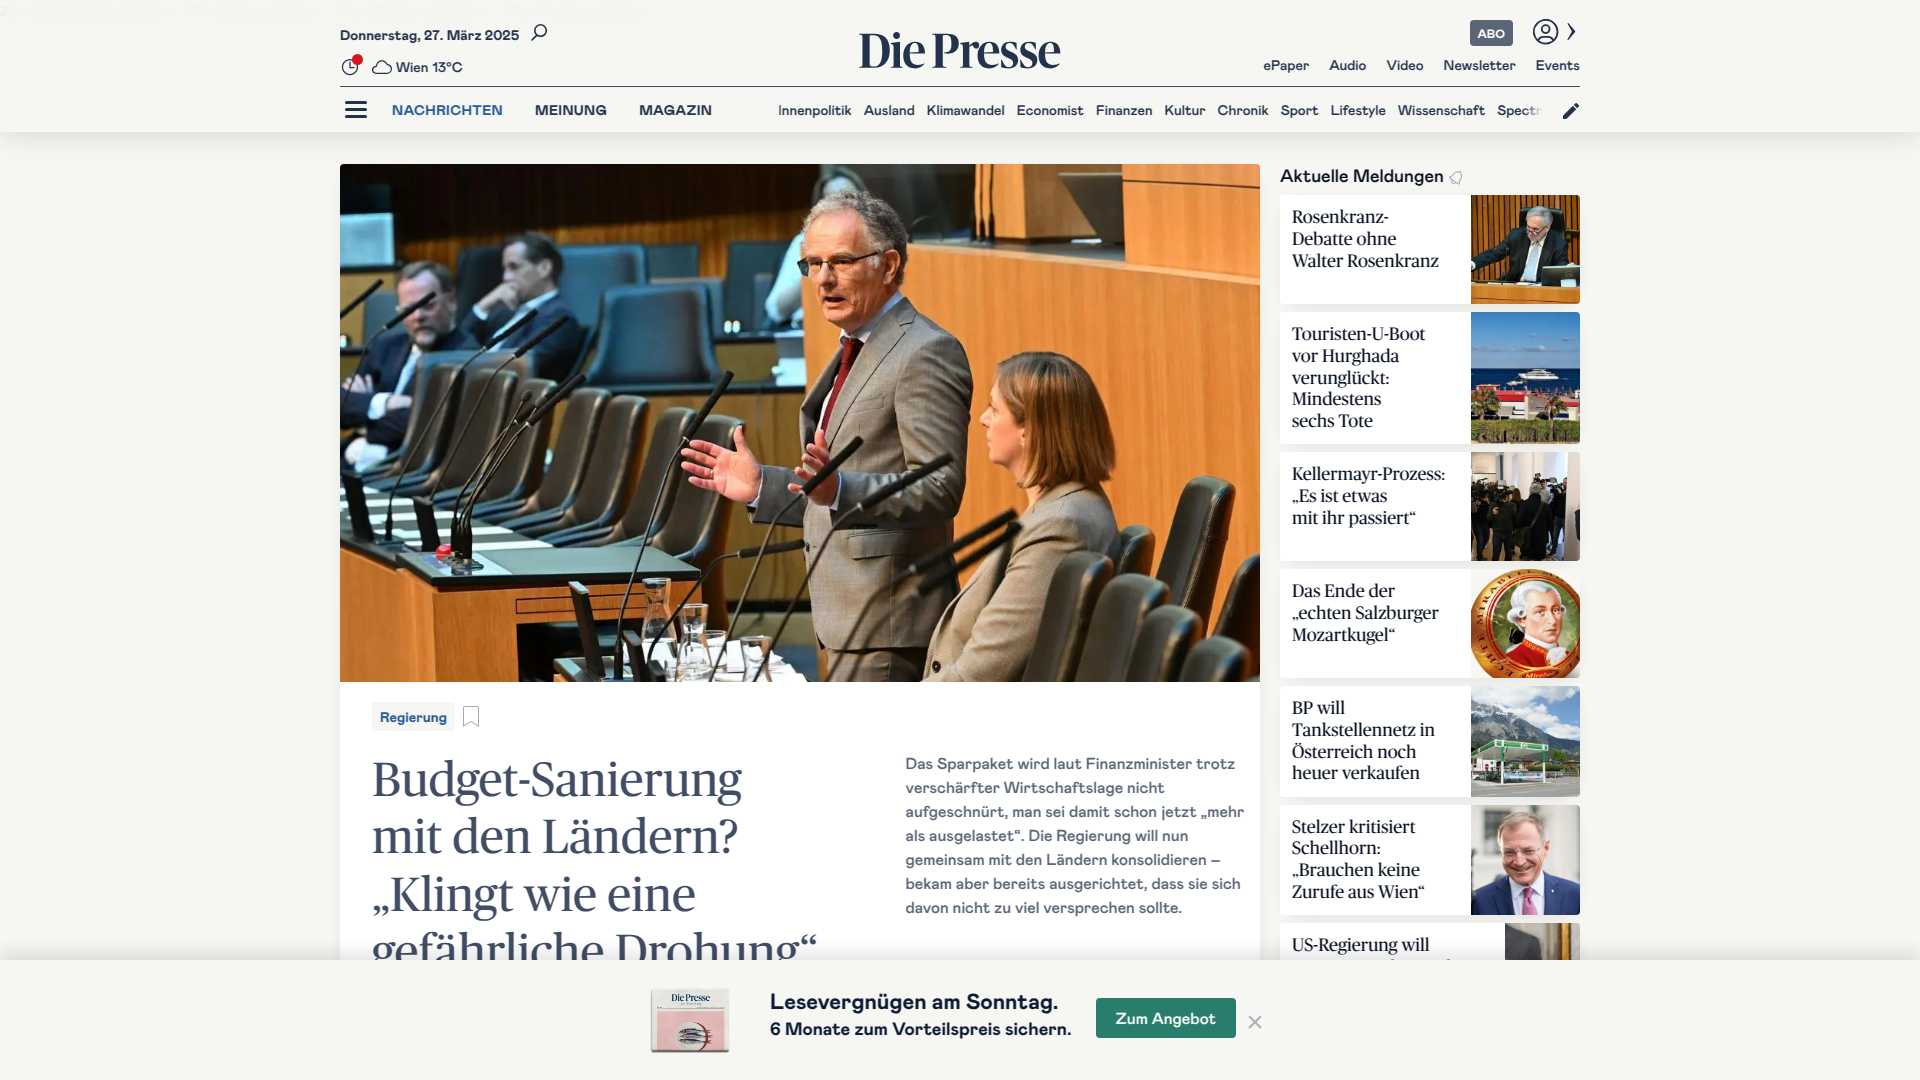 Donnerstag, 27. März 2025
Wien 13°C
Die Presse
ABO
ePaper Audio Video Newsletter Events
NACHRICHTEN MEINUNG MAGAZIN Innenpolitik Ausland Klimawandel Economist Finanzen Kultur Chronik Sport Lifestyle Wissenschaft Spectr
Regierung
Budget-Sanierung
mit den Ländern?
„Klingt wie eine
gefährliche Drohung“
Das Sparpaket wird laut Finanzminister trotz
verschärfter Wirtschaftslage nicht
aufgeschnürt, man sei damit schon jetzt „mehr
als ausgelastet“. Die Regierung will nun
gemeinsam mit den Ländern konsolidieren –
bekam aber bereits ausgerichtet, dass sie sich
davon nicht zu viel versprechen sollte.
Aktuelle Meldungen
Rosenkranz-
Debatte ohne
Walter Rosenkranz
Touristen-U-Boot
vor Hurghada
verunglückt:
Mindestens
sechs Tote
Kellermayr-Prozess:
„Es ist etwas
mit ihr passiert“
Das Ende der
„echten Salzburger
Mozartkugel“
BP will
Tankstellennetz in
Österreich noch
heuer verkaufen
Stelzer kritisiert
Schellhorn:
„Brauchen keine
Zurufe aus Wien“
US-Regierung will
Die Presse
Lesevergnügen am Sonntag.
6 Monate zum Vorteilspreis sichern.
Zum Angebot